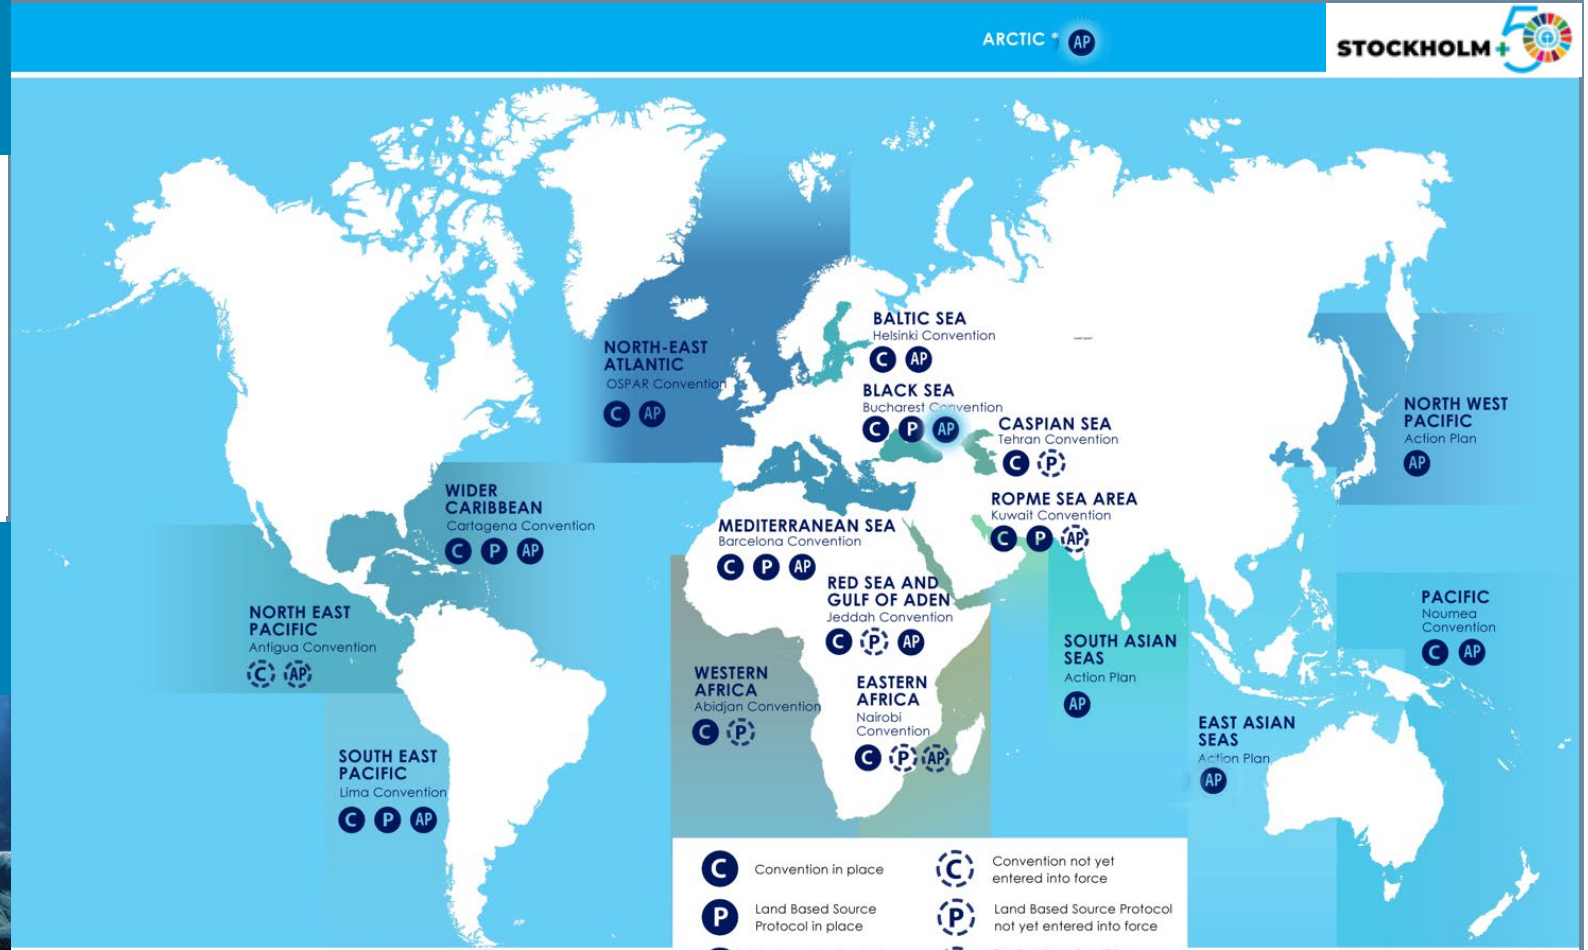 ARCTIC * AP
STOCKHOLM+50
BALTIC SEA
Helsinki Convention
C AP
NORTH-EAST
ATLANTIC
OSPAR Convention
C AP
BLACK SEA
Bucharest Convention
C P AP
CASPIAN SEA
Tehran Convention
C P
NORTH WEST
PACIFIC
Action Plan
AP
WIDER
CARIBBEAN
Cartagena Convention
C P AP
ROPME SEA AREA
Kuwait Convention
C P AP
MEDITERRANEAN SEA
Barcelona Convention
C P AP
RED SEA AND
GULF OF ADEN
Jeddah Convention
C P AP
NORTH EAST
PACIFIC
Antigua Convention
C AP
PACIFIC
Noumea
Convention
C AP
SOUTH ASIAN
SEAS
Action Plan
AP
WESTERN
AFRICA
Abidjan Convention
C P
EASTERN
AFRICA
Nairobi
Convention
C P AP
EAST ASIAN
SEAS
Action Plan
AP
SOUTH EAST
PACIFIC
Lima Convention
C P AP
C Convention in place
C Convention not yet
entered into force
P Land Based Source
Protocol in place
P Land Based Source Protocol
not yet entered into force